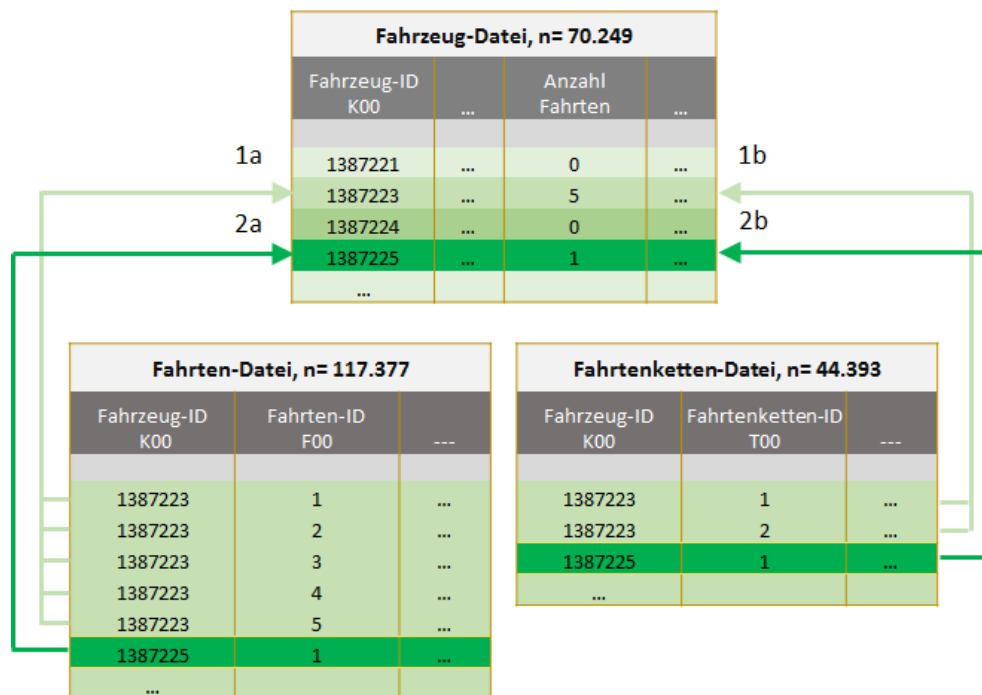 Fahrzeug-Datei, n= 70.249
Fahrzeug-ID K00 ... Anzahl Fahrten ...
1a
1b
1387221 ... 0 ...
1387223 ... 5 ...
2a
2b
1387224 ... 0 ...
1387225 ... 1 ...
...
Fahrten-Datei, n= 117.377
Fahrzeug-ID K00 Fahrten-ID F00 ---
1387223 1 ...
1387223 2 ...
1387223 3 ...
1387223 4 ...
1387223 5 ...
1387225 1 ...
...
Fahrtenketten-Datei, n= 44.393
Fahrzeug-ID K00 Fahrtenketten-ID T00 ---
1387223 1 ...
1387223 2 ...
1387225 1 ...
...